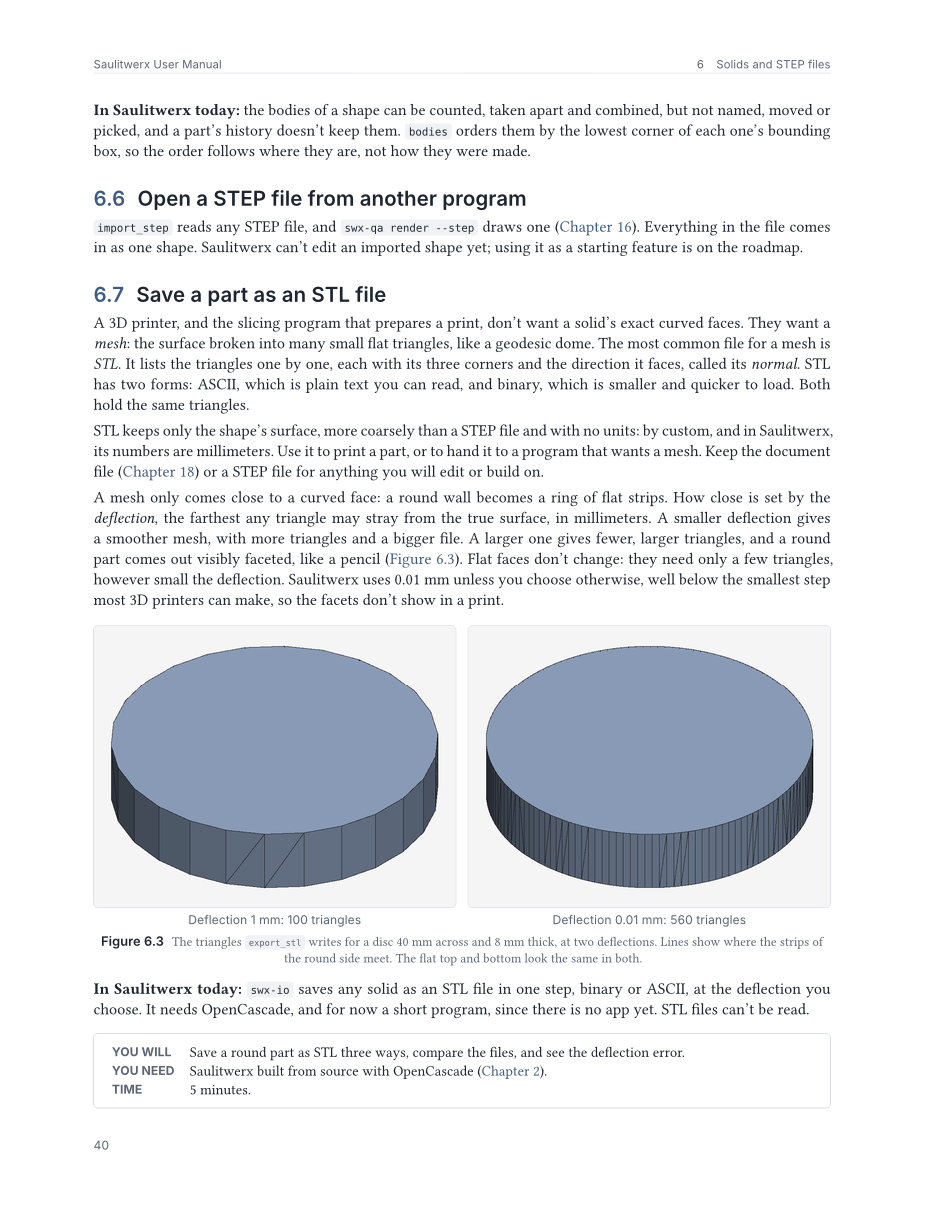 Saulitwerx User Manual
6 Solids and STEP files
In Saulitwerx today: the bodies of a shape can be counted, taken apart and combined, but not named, moved or
picked, and a part’s history doesn’t keep them. bodies orders them by the lowest corner of each one’s bounding
box, so the order follows where they are, not how they were made.
6.6 Open a STEP file from another program
import_step reads any STEP file, and swx-qa render --step draws one (Chapter 16). Everything in the file comes
in as one shape. Saulitwerx can’t edit an imported shape yet; using it as a starting feature is on the roadmap.
6.7 Save a part as an STL file
A 3D printer, and the slicing program that prepares a print, don’t want a solid’s exact curved faces. They want a
mesh: the surface broken into many small flat triangles, like a geodesic dome. The most common file for a mesh is
STL. It lists the triangles one by one, each with its three corners and the direction it faces, called its normal. STL
has two forms: ASCII, which is plain text you can read, and binary, which is smaller and quicker to load. Both
hold the same triangles.
STL keeps only the shape’s surface, more coarsely than a STEP file and with no units: by custom, and in Saulitwerx,
its numbers are millimeters. Use it to print a part, or to hand it to a program that wants a mesh. Keep the document
file (Chapter 18) or a STEP file for anything you will edit or build on.
A mesh only comes close to a curved face: a round wall becomes a ring of flat strips. How close is set by the
deflection, the farthest any triangle may stray from the true surface, in millimeters. A smaller deflection gives
a smoother mesh, with more triangles and a bigger file. A larger one gives fewer, larger triangles, and a round
part comes out visibly faceted, like a pencil (Figure 6.3). Flat faces don’t change: they need only a few triangles,
however small the deflection. Saulitwerx uses 0.01 mm unless you choose otherwise, well below the smallest step
most 3D printers can make, so the facets don’t show in a print.
Deflection 1 mm: 100 triangles
Deflection 0.01 mm: 560 triangles
Figure 6.3 The triangles export_stl writes for a disc 40 mm across and 8 mm thick, at two deflections. Lines show where the strips of
the round side meet. The flat top and bottom look the same in both.
In Saulitwerx today: swx-io saves any solid as an STL file in one step, binary or ASCII, at the deflection you
choose. It needs OpenCascade, and for now a short program, since there is no app yet. STL files can’t be read.
YOU WILL Save a round part as STL three ways, compare the files, and see the deflection error.
YOU NEED Saulitwerx built from source with OpenCascade (Chapter 2).
TIME 5 minutes.
40